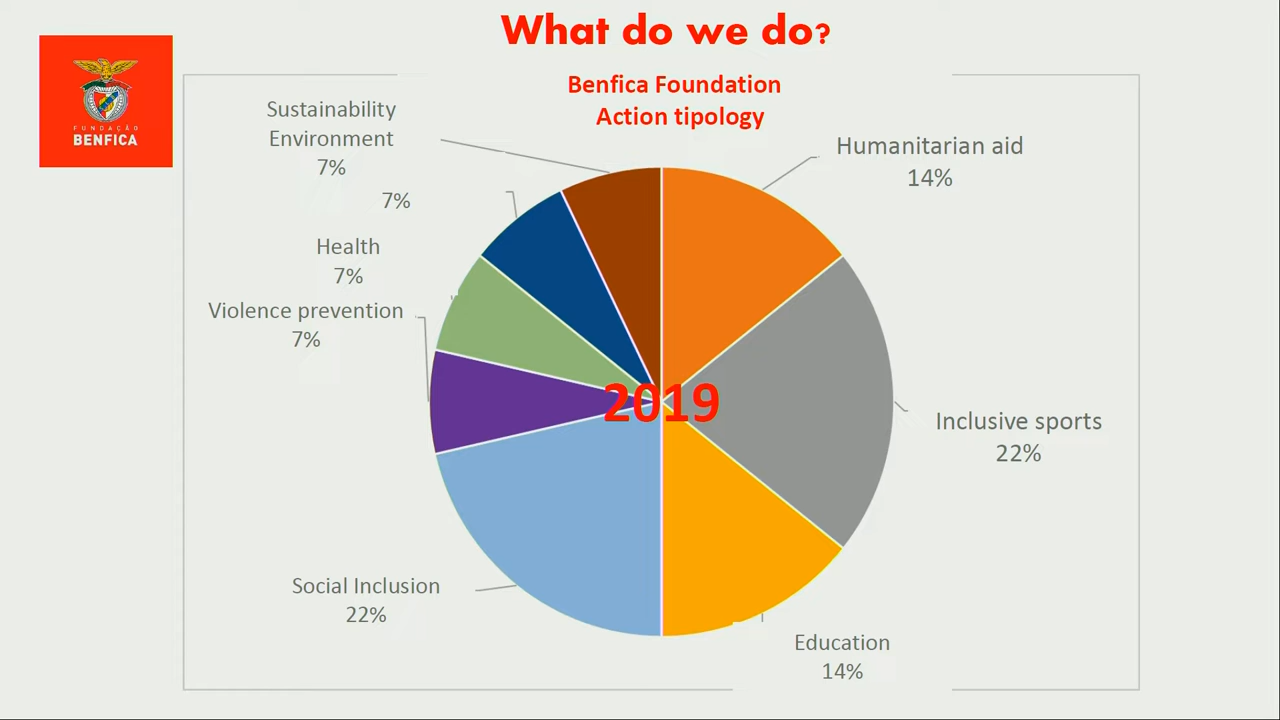 What do we do?
Benfica Foundation
Action tipology
FUNDAÇÃO
BENFICA
Sustainability
Environment
7%
7%
Health
7%
Violence prevention
7%
Social Inclusion
22%
Humanitarian aid
14%
Inclusive sports
22%
Education
14%
2019